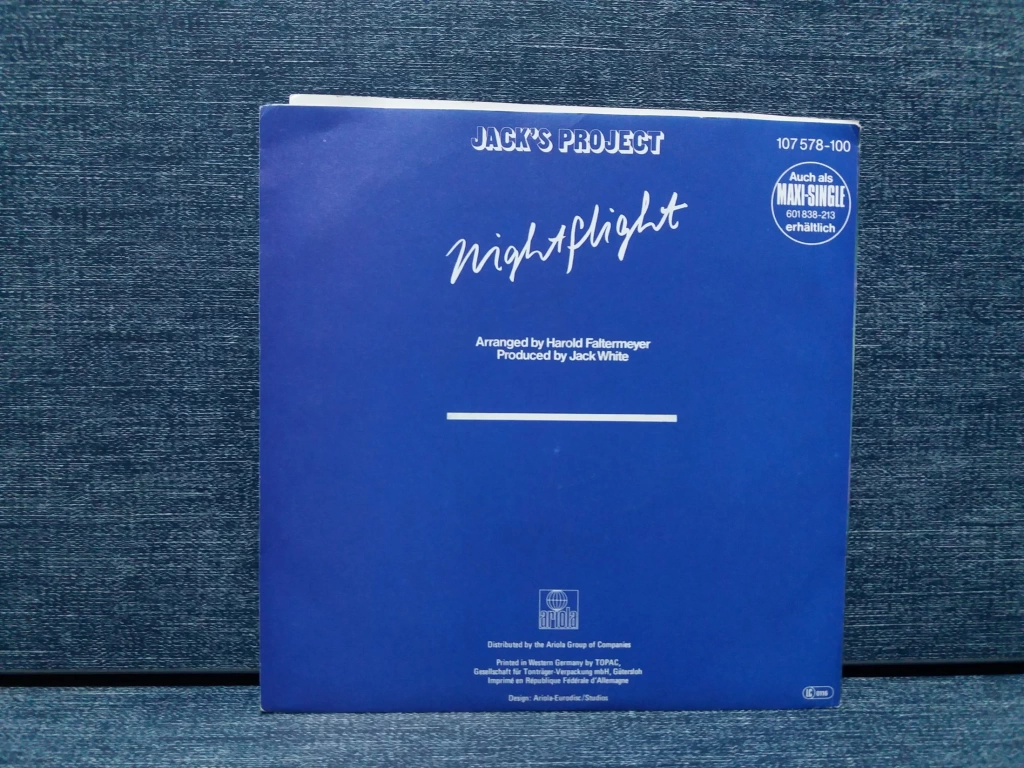 JACK'S PROJECT
107 578-100
Auch als
MAXI-SINGLE
601 838-213
erhältlich
Nightflight
Arranged by Harold Faltermeyer
Produced by Jack White
ariola
Distributed by the Ariola Group of Companies
Printed in Western Germany by TOPAC,
Gesellschaft für Tonträger-Verpackung mbH, Gütersloh
Imprimé en République Fédérale d'Allemagne
Design: Ariola-Eurodisc/Studios
LC 0116